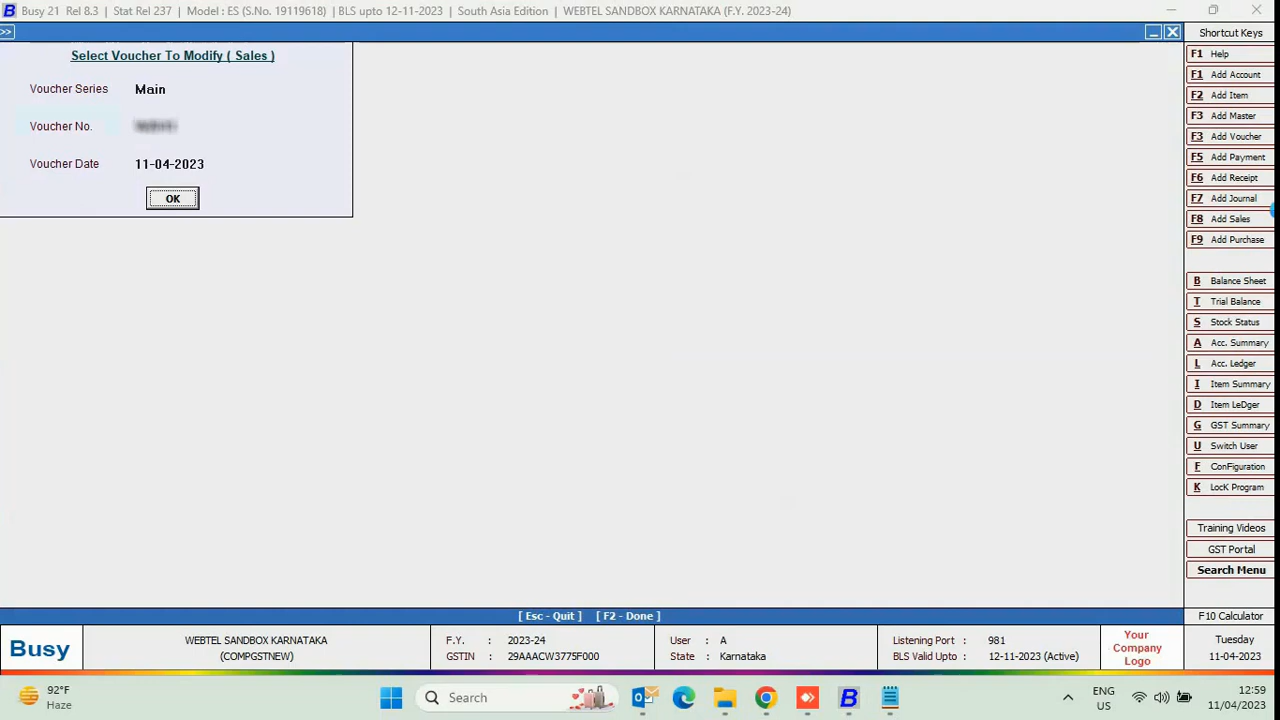 Busy 21 Rel 8.3 | Stat Rel 237 | Model : ES (S.No. 19119618) | BLS upto 12-11-2023 | South Asia Edition | WEBTEL SANDBOX KARNATAKA (F.Y. 2023-24)
>>
Select Voucher To Modify ( Sales )
Voucher Series Main
Voucher No.
Voucher Date 11-04-2023
OK
Shortcut Keys
F1 Help
F1 Add Account
F2 Add Item
F3 Add Master
F3 Add Voucher
F5 Add Payment
F6 Add Receipt
F7 Add Journal
F8 Add Sales
F9 Add Purchase
B Balance Sheet
T Trial Balance
S Stock Status
A Acc. Summary
L Acc. Ledger
I Item Summary
D Item LeDger
G GST Summary
U Switch User
F ConFiguration
K LocK Program
Training Videos
GST Portal
Search Menu
[ Esc - Quit ] [ F2 - Done ]
F10 Calculator
Busy
WEBTEL SANDBOX KARNATAKA
(COMPGSTNEW)
F.Y. : 2023-24
GSTIN : 29AAACW3775F000
User : A
State : Karnataka
Listening Port : 981
BLS Valid Upto : 12-11-2023 (Active)
Your
Company
Logo
Tuesday
11-04-2023
92°F
Haze
Search
ENG
US
12:59
11/04/2023